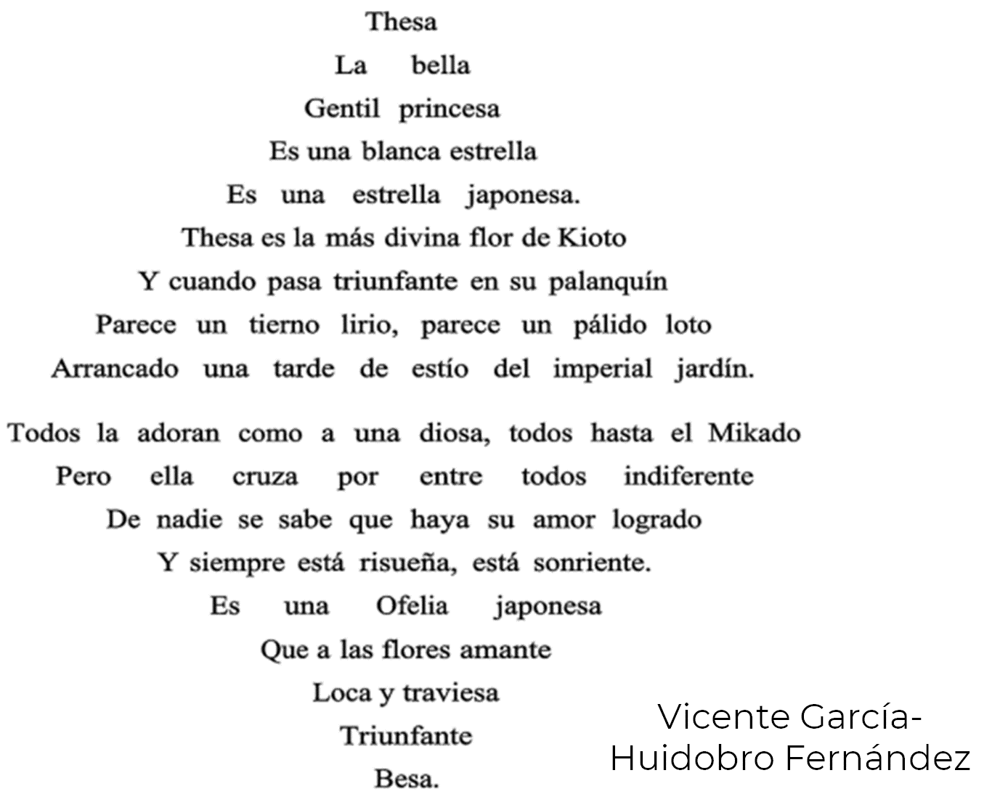 Thesa
La bella
Gentil princesa
Es una blanca estrella
Es una estrella japonesa.
Thesa es la más divina flor de Kioto
Y cuando pasa triunfante en su palanquín
Parece un tierno lirio, parece un pálido loto
Arrancado una tarde de estío del imperial jardín.
Todos la adoran como a una diosa, todos hasta el Mikado
Pero ella cruza por entre todos indiferente
De nadie se sabe que haya su amor logrado
Y siempre está risueña, está sonriente.
Es una Ofelia japonesa
Que a las flores amante
Loca y traviesa
Triunfante
Besa.
Vicente García-
Huidobro Fernández